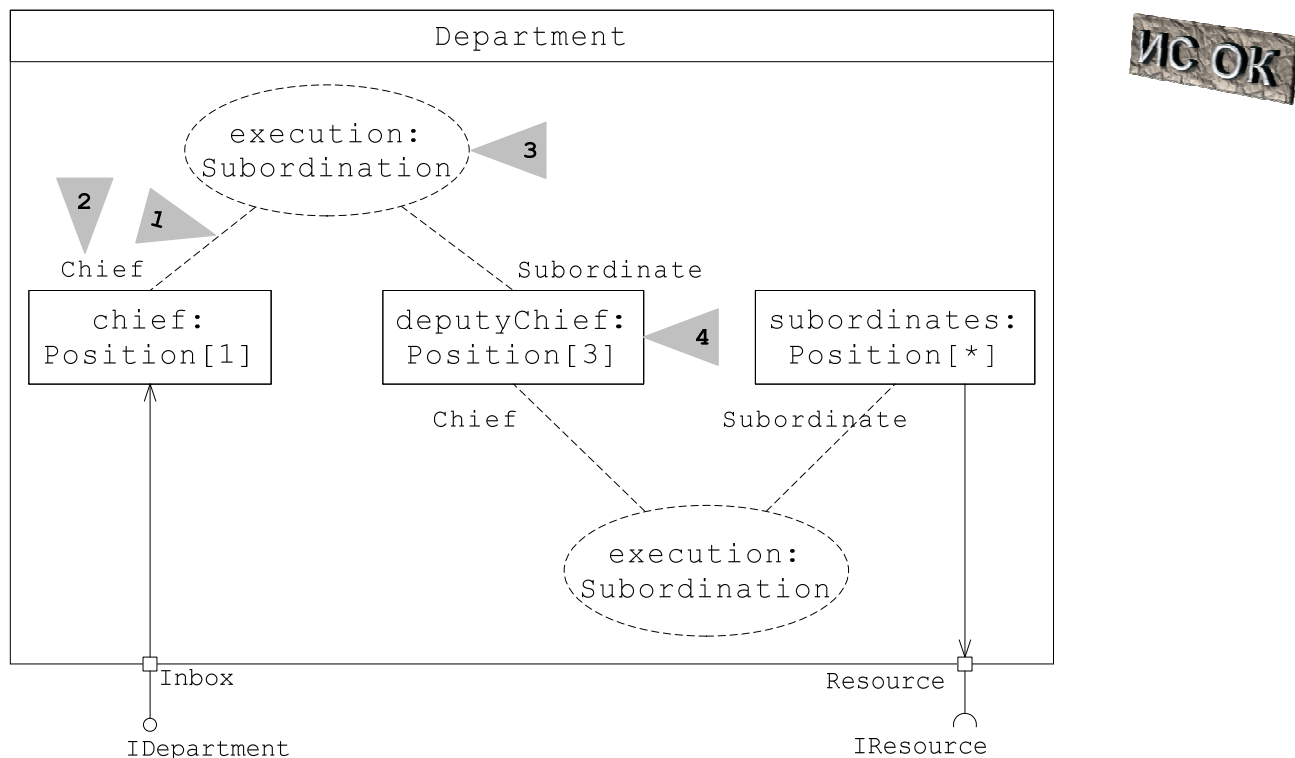 Department
ИС ОК
execution:
Subordination
3
2
1
Chief
Subordinate
chief:
Position[1]
deputyChief:
Position[3]
4
subordinates:
Position[*]
Chief
Subordinate
execution:
Subordination
Inbox
Resource
IDepartment
IResource